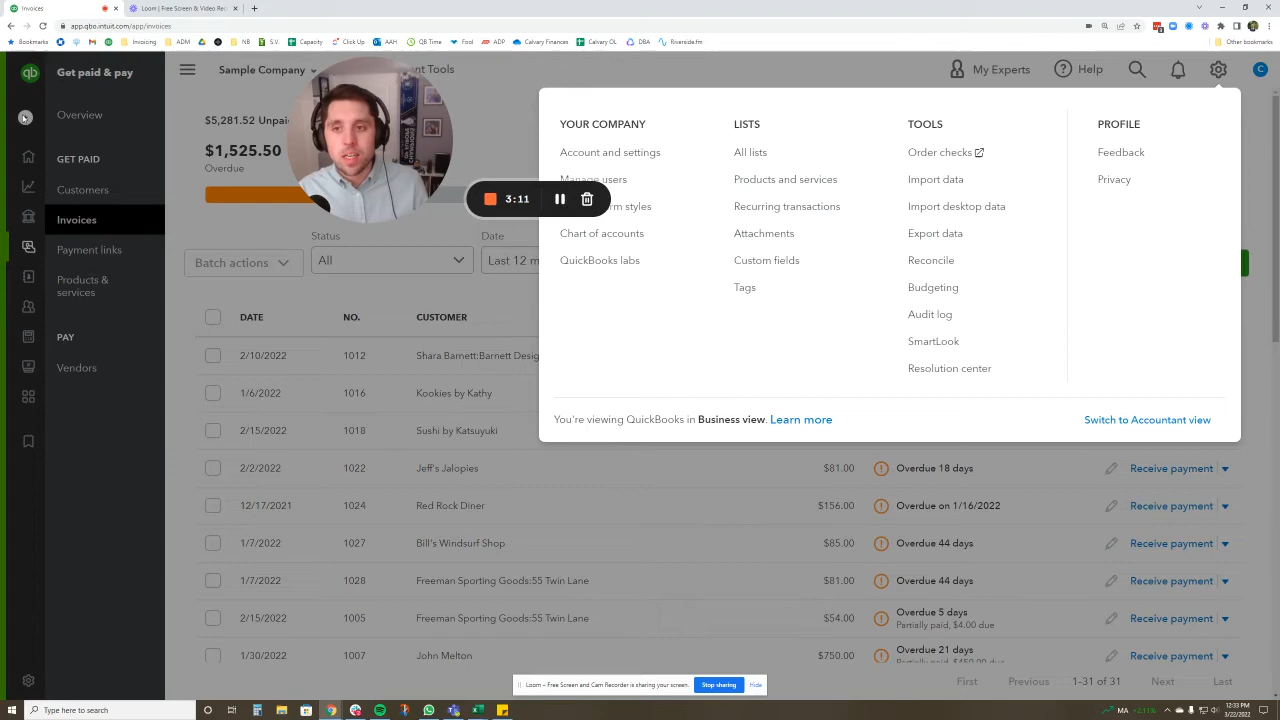 Invoices
Loom | Free Screen & Video Rec
app.qbo.intuit.com/app/invoices
Bookmarks
Invoicing
ADM
NB
S.V.
Capacity
Click Up
AAH
QB Time
Fool
ADP
Calvary Finances
Calvary OL
DBA
Riverside.fm
Other bookmarks
qb
Get paid & pay
Overview
GET PAID
Customers
Invoices
Payment links
Products &
services
PAY
Vendors
Sample Company
nt Tools
My Experts
Help
C
$5,281.52 Unpai
$1,525.50
Overdue
3:11
Status
All
Date
Last 12 m
Batch actions
YOUR COMPANY
Account and settings
Manage users
rm styles
Chart of accounts
QuickBooks labs
LISTS
All lists
Products and services
Recurring transactions
Attachments
Custom fields
Tags
TOOLS
Order checks
Import data
Import desktop data
Export data
Reconcile
Budgeting
Audit log
SmartLook
Resolution center
PROFILE
Feedback
Privacy
You're viewing QuickBooks in Business view. Learn more
Switch to Accountant view
DATE NO. CUSTOMER
2/10/2022 1012 Shara Barnett:Barnett Desig
1/6/2022 1016 Kookies by Kathy
2/15/2022 1018 Sushi by Katsuyuki
2/2/2022 1022 Jeff's Jalopies $81.00 Overdue 18 days Receive payment
12/17/2021 1024 Red Rock Diner $156.00 Overdue on 1/16/2022 Receive payment
1/7/2022 1027 Bill's Windsurf Shop $85.00 Overdue 44 days Receive payment
1/7/2022 1028 Freeman Sporting Goods:55 Twin Lane $81.00 Overdue 44 days Receive payment
2/15/2022 1005 Freeman Sporting Goods:55 Twin Lane $54.00 Overdue 5 days Receive payment
Partially paid, $4.00 due
1/30/2022 1007 John Melton $750.00 Overdue 21 days Receive payment
Partially paid, $450.00 due
First Previous 1–31 of 31 Next Last
Loom – Free Screen and Cam Recorder is sharing your screen.
Stop sharing
Hide
Type here to search
MA +2.11%
12:33 PM
3/22/2022